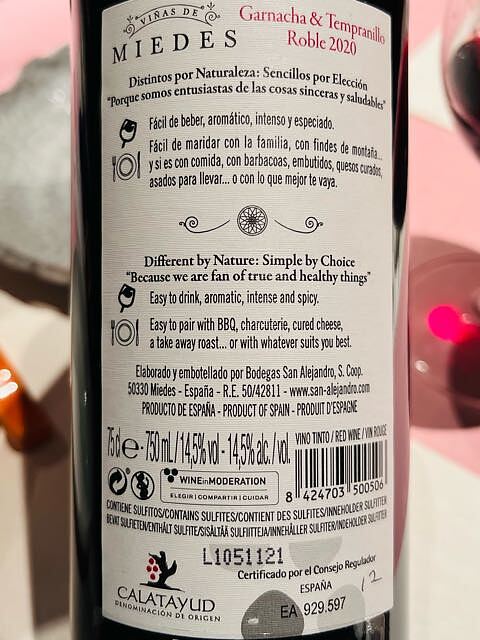 VIÑAS DE
MIEDES
Garnacha & Tempranillo
Roble 2020
Distintos por Naturaleza: Sencillos por Elección
"Porque somos entusiastas de las cosas sinceras y saludables"
Fácil de beber, aromático, intenso y especiado.
Fácil de maridar con la familia, con findes de montaña...
y si es con comida, con barbacoas, embutidos, quesos curados,
asados para llevar... o con lo que mejor te vaya.
Different by Nature: Simple by Choice
"Because we are fan of true and healthy things"
Easy to drink, aromatic, intense and spicy.
Easy to pair with BBQ, charcuterie, cured cheese,
a take away roast... or with whatever suits you best.
Elaborado y embotellado por Bodegas San Alejandro, S. Coop.
50330 Miedes - España - R.E. 50/42811 - www.san-alejandro.com
PRODUCTO DE ESPAÑA - PRODUCT OF SPAIN - PRODUIT D'ESPAGNE
75cl e - 750 mL / 14,5% vol - 14,5% alc. / vol.
VINO TINTO / RED WINE / VIN ROUGE
WINE in MODERATION
ELEGIR | COMPARTIR | CUIDAR
8 424703 500506
CONTIENE SULFITOS/CONTAINS SULFITES/CONTIENT DES SULFITES/INNEHOLDER SULFITTER
BEVAT SULFIETEN/ENTHÄLT SULFITE/SISÄLTÄÄ SULFIITTEJA/INNEHÅLLER SULFITER/INDEHOLDER SULFITTER
L1051121
Certificado por el Consejo Regulador
ESPAÑA
12
CALATAYUD
DENOMINACIÓN DE ORIGEN
EA 929.597